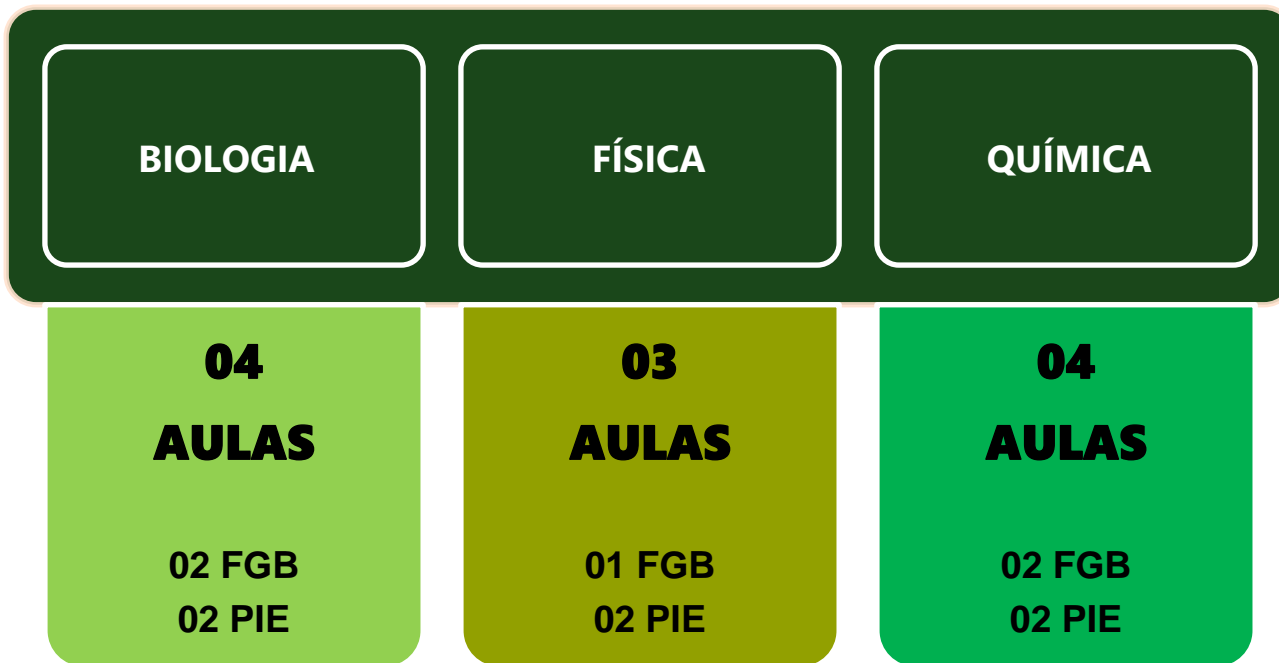 BIOLOGIA
04
AULAS
02 FGB
02 PIE
FÍSICA
03
AULAS
01 FGB
02 PIE
QUÍMICA
04
AULAS
02 FGB
02 PIE